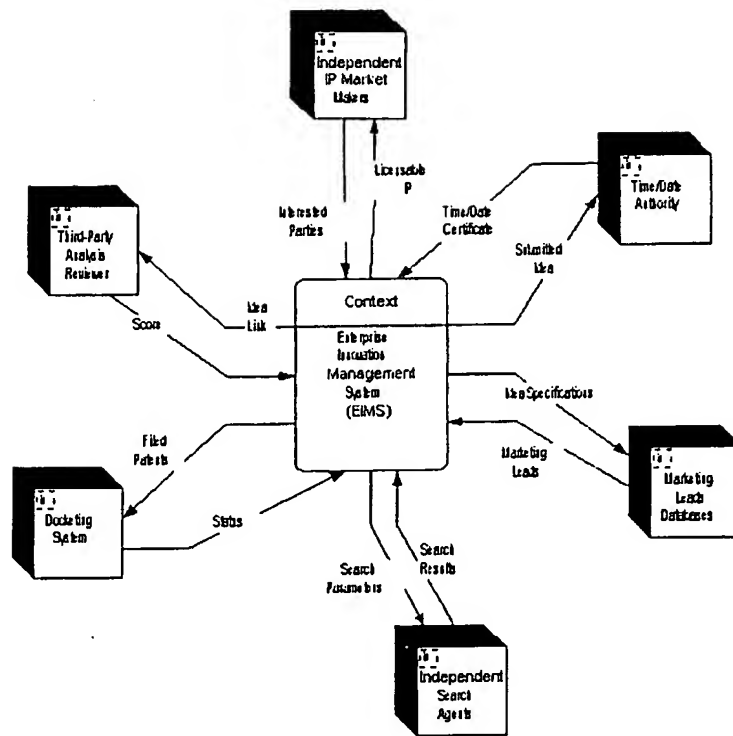 Independent
IP Market
Makers
Licensable
IP
Interested
Parties
Time/Date
Certificate
Time/Date
Authority
Submitted
Idea
Third-Party
Analysis
Reviewer
Score
Idea
Link
Context
Enterprise
Innovation
Management
System
(EIMS)
Idea Specifications
Marketing
Leads
Marketing
Leads
Databases
Filed
Patents
Docketing
System
Status
Search
Parameters
Search
Results
Independent
Search
Agents